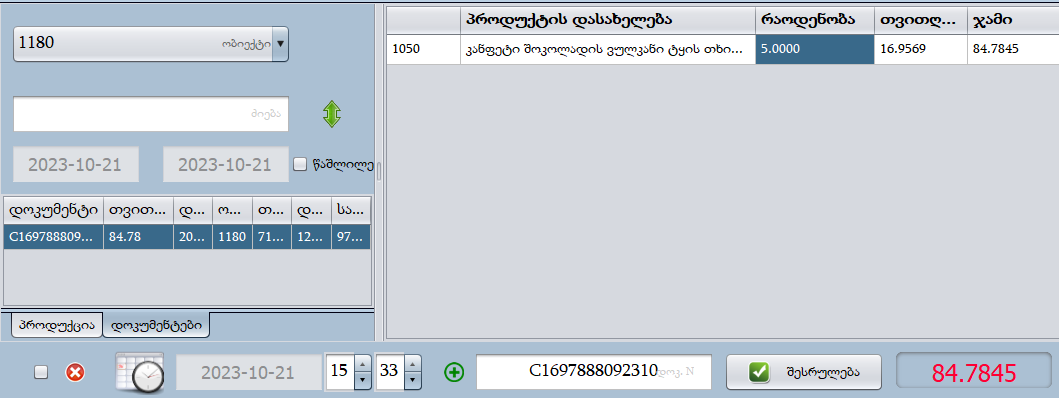 1180 ობიექტი
ძიება
2023-10-21 2023-10-21 წაშლილე
დოკუმენტი თვით... დ... ო... თ... დ... სა...
C169788809... 84.78 20... 1180 71... 12... 97...
პროდუქცია დოკუმენტები
პროდუქტის დასახელება რაოდენობა თვითღ... ჯამი
1050 კანფეტი შოკოლადის ვულკანი ტყის თხი... 5.0000 16.9569 84.7845
2023-10-21 15 33 C1697888092310 დოკ. N შესრულება 84.7845